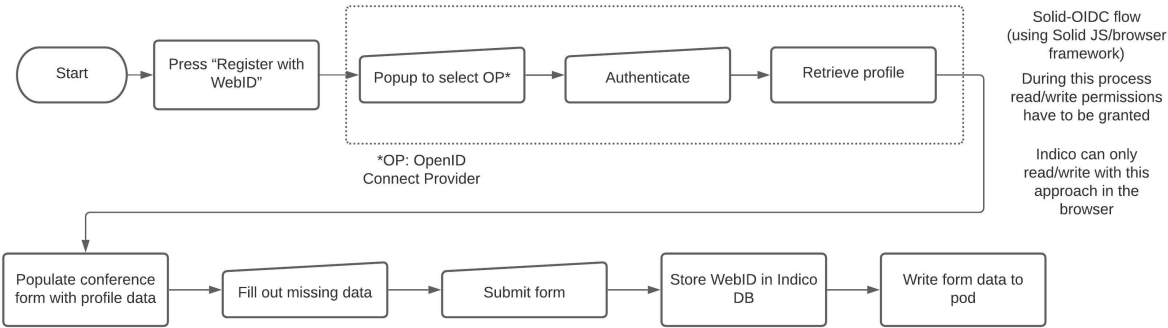 Start
Press “Register with
WebID”
Popup to select OP*
Authenticate
Retrieve profile
Solid-OIDC flow
(using Solid JS/browser
framework)
During this process
read/write permissions
have to be granted
Indico can only
read/write with this
approach in the
browser
*OP: OpenID
Connect Provider
Populate conference
form with profile data
Fill out missing data
Submit form
Store WebID in Indico
DB
Write form data to
pod